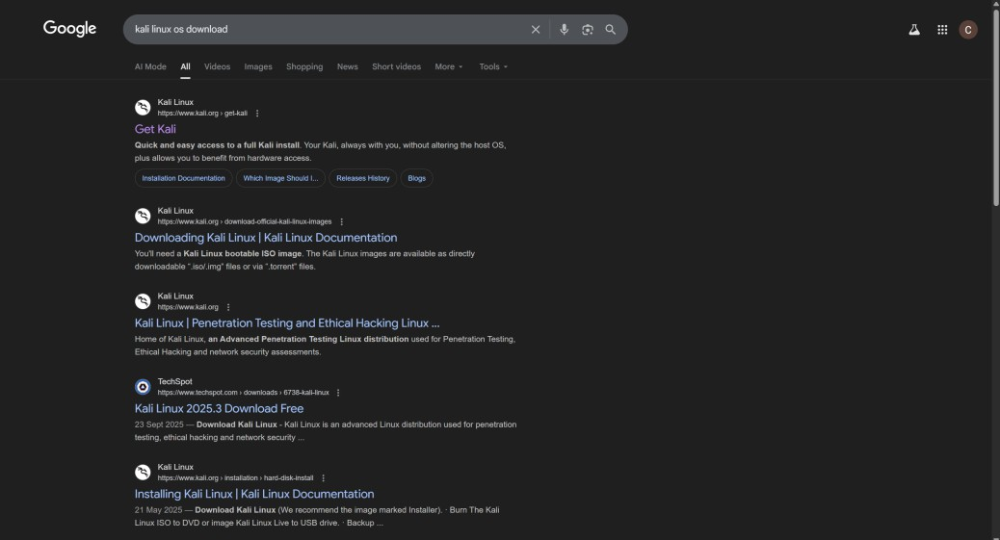 Google
kali linux os download
C
AI Mode All Videos Images Shopping News Short videos More Tools
Kali Linux
https://www.kali.org › get-kali
Get Kali
Quick and easy access to a full Kali install. Your Kali, always with you, without altering the host OS,
plus allows you to benefit from hardware access.
Installation Documentation Which Image Should I... Releases History Blogs
Kali Linux
https://www.kali.org › download-official-kali-linux-images
Downloading Kali Linux | Kali Linux Documentation
You'll need a Kali Linux bootable ISO image. The Kali Linux images are available as directly
downloadable ".iso/.img" files or via ".torrent" files.
Kali Linux
https://www.kali.org
Kali Linux | Penetration Testing and Ethical Hacking Linux ...
Home of Kali Linux, an Advanced Penetration Testing Linux distribution used for Penetration Testing,
Ethical Hacking and network security assessments.
TechSpot
https://www.techspot.com › downloads › 6738-kali-linux
Kali Linux 2025.3 Download Free
23 Sept 2025 — Download Kali Linux - Kali Linux is an advanced Linux distribution used for penetration
testing, ethical hacking and network security ...
Kali Linux
https://www.kali.org › installation › hard-disk-install
Installing Kali Linux | Kali Linux Documentation
21 May 2025 — Download Kali Linux (We recommend the image marked Installer). · Burn The Kali
Linux ISO to DVD or image Kali Linux Live to USB drive. · Backup ...